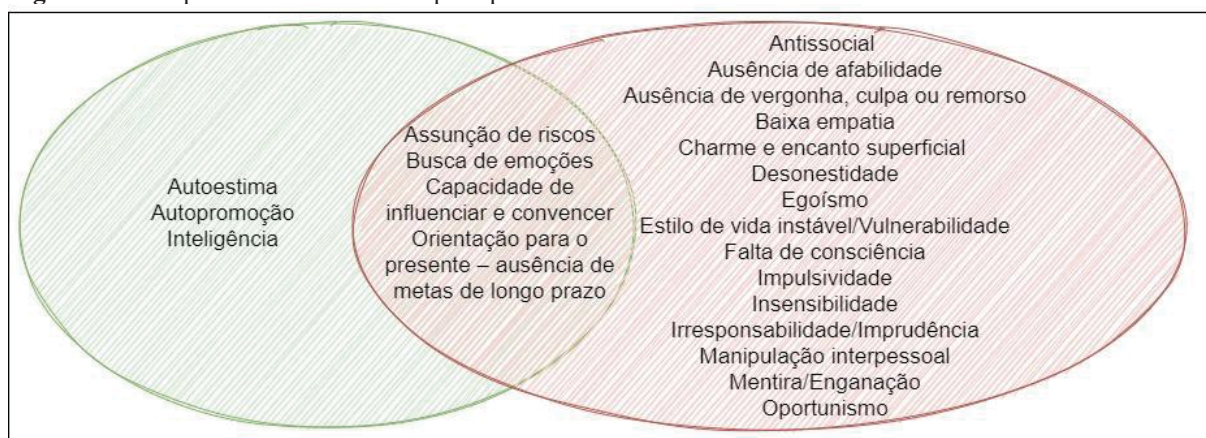 Autoestima
Autopromoção
Inteligência
Assunção de riscos
Busca de emoções
Capacidade de
influenciar e convencer
Orientação para o
presente – ausência de
metas de longo prazo
Antissocial
Ausência de afabilidade
Ausência de vergonha, culpa ou remorso
Baixa empatia
Charme e encanto superficial
Desonestidade
Egoísmo
Estilo de vida instável/Vulnerabilidade
Falta de consciência
Impulsividade
Insensibilidade
Irresponsabilidade/Imprudência
Manipulação interpessoal
Mentira/Enganação
Oportunismo